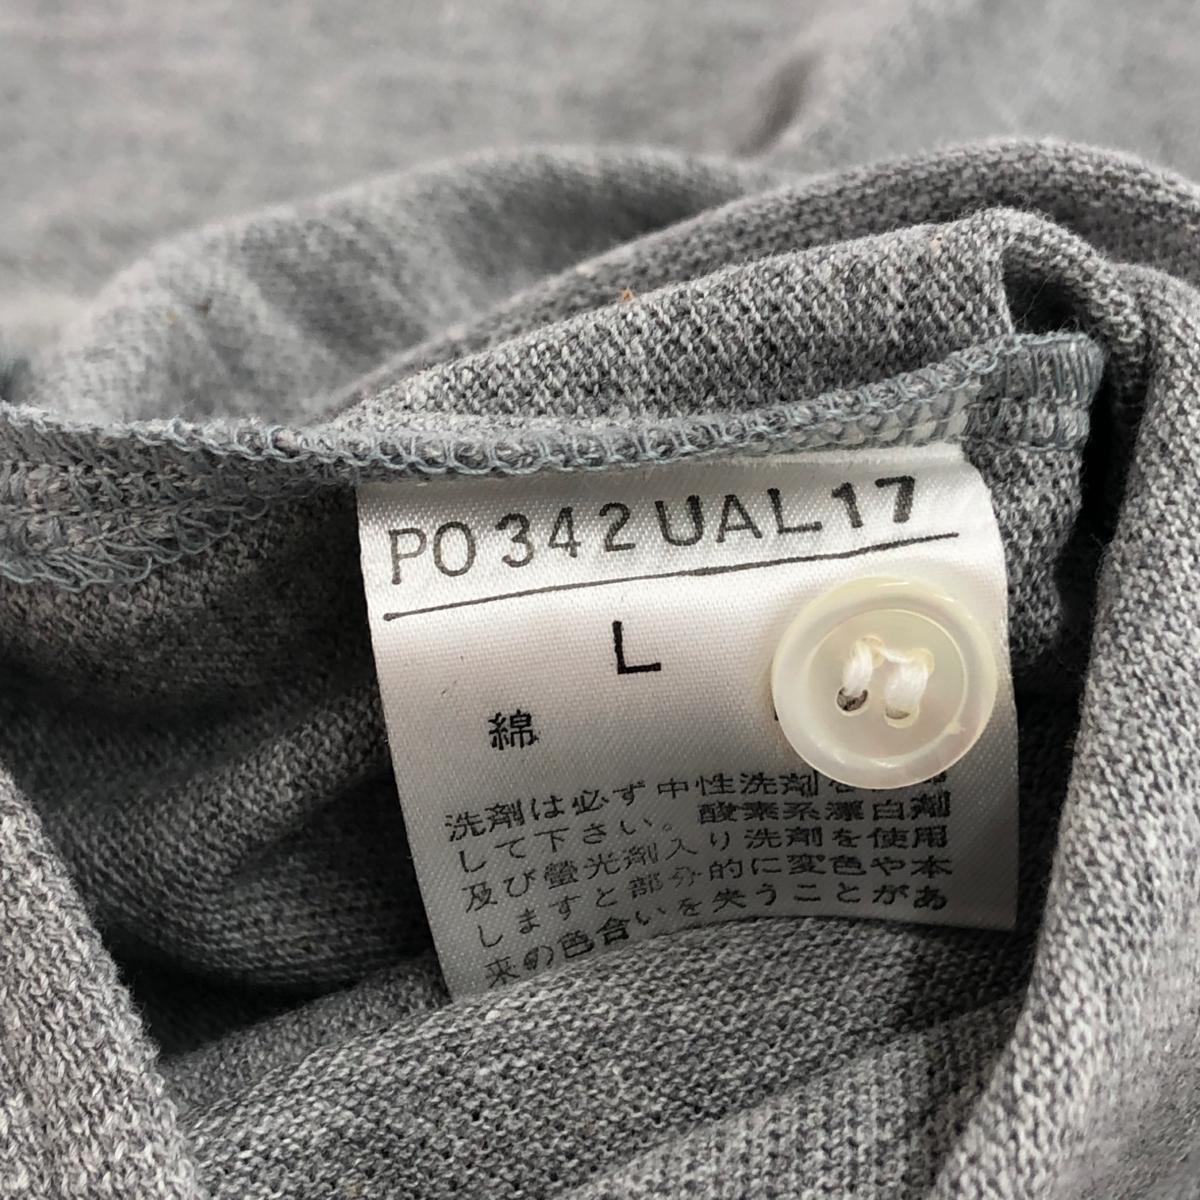 PO342UAL17
L
綿
洗剤は必ず中性洗剤を
して下さい。酸素系漂白剤
及び螢光剤入り洗剤を使用
しますと部分的に変色や本
来の色合いを失うことがあ